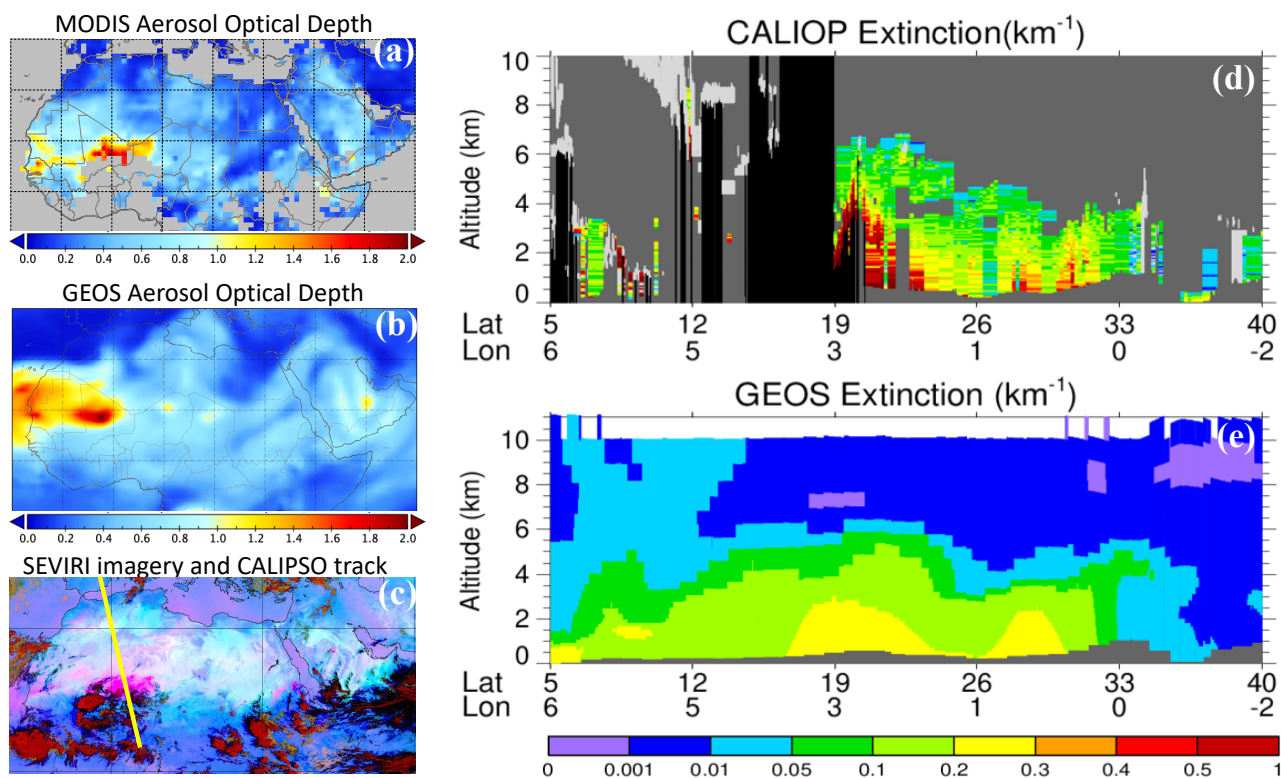 MODIS Aerosol Optical Depth
(a)
0.0 0.2 0.4 0.6 0.8 1.0 1.2 1.4 1.6 1.8 2.0
GEOS Aerosol Optical Depth
(b)
0.0 0.2 0.4 0.6 0.8 1.0 1.2 1.4 1.6 1.8 2.0
SEVIRI imagery and CALIPSO track
(c)
CALIOP Extinction(km⁻¹)
(d)
Altitude (km)
10
8
6
4
2
0
Lat 5 12 19 26 33 40
Lon 6 5 3 1 0 -2
GEOS Extinction (km⁻¹)
(e)
Altitude (km)
10
8
6
4
2
0
Lat 5 12 19 26 33 40
Lon 6 5 3 1 0 -2
0 0.001 0.01 0.05 0.1 0.2 0.3 0.4 0.5 1